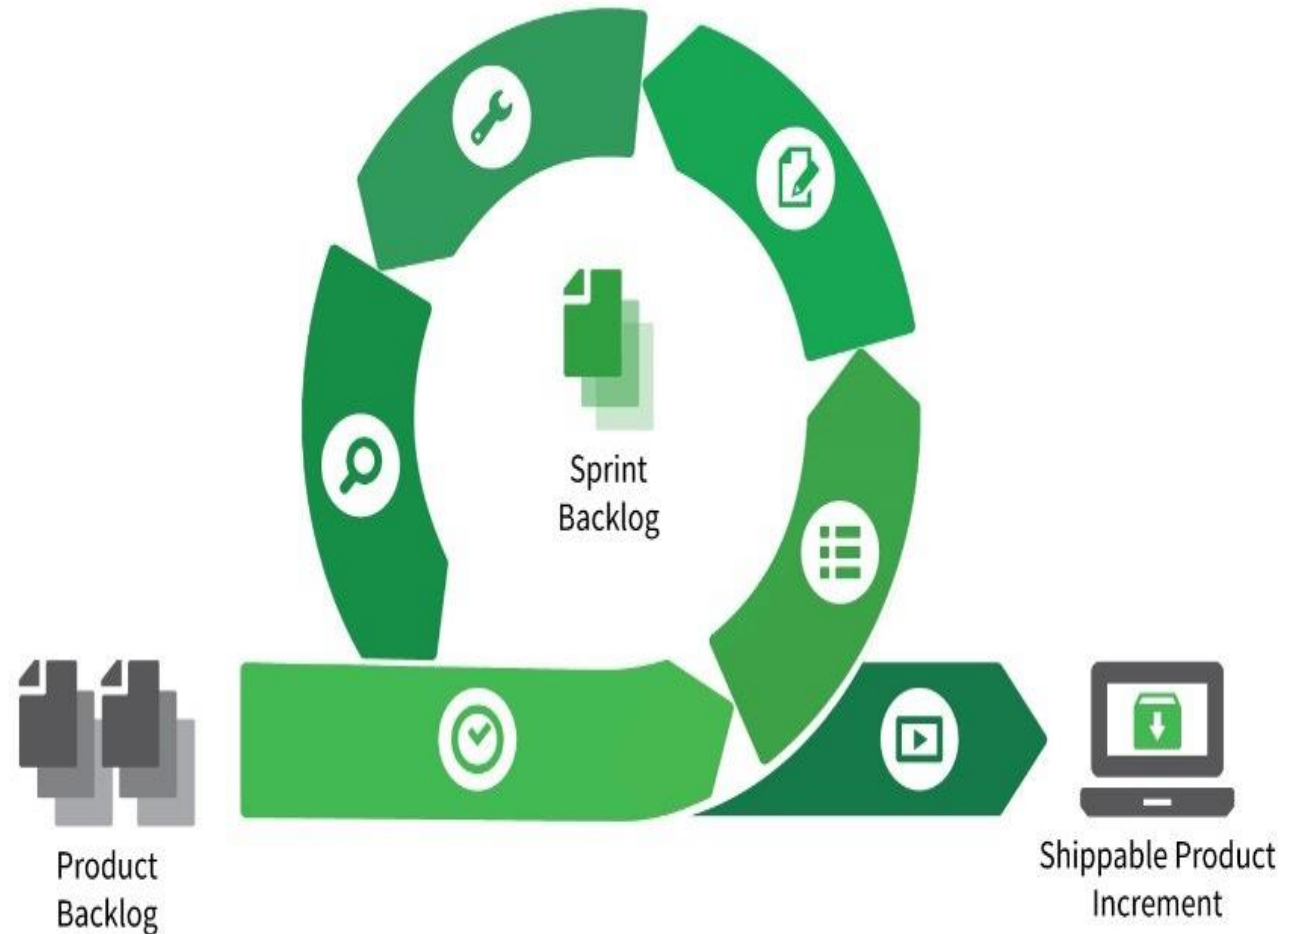 Sprint
Backlog
Product
Backlog
Shippable Product
Increment